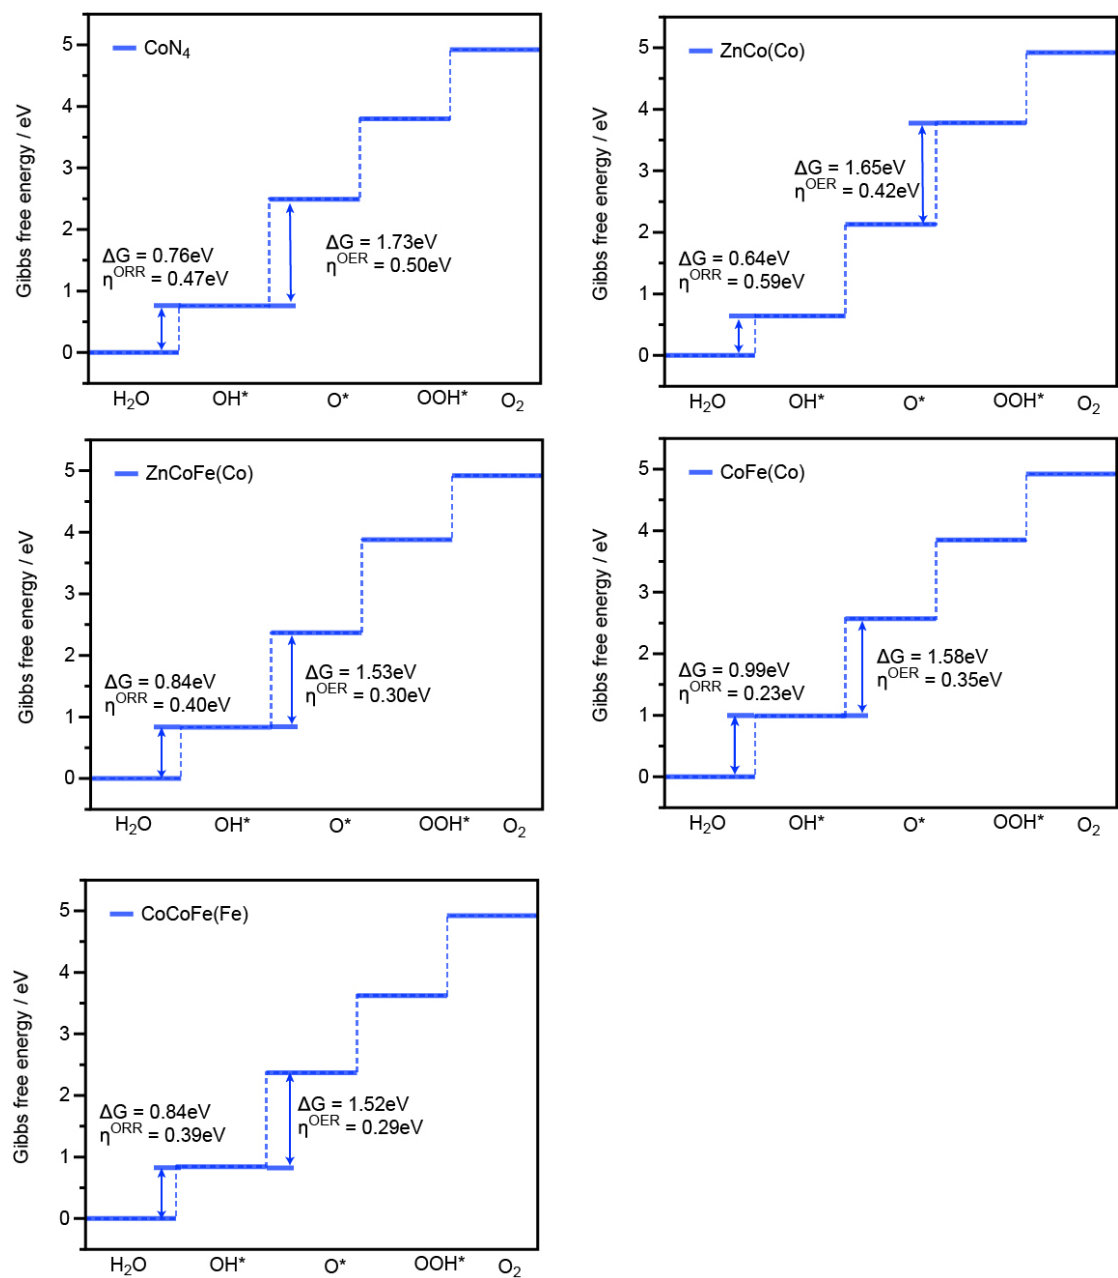 CoN4
Gibbs free energy / eV
5
4
3
2
1
0
ΔG = 0.76eV
ηORR = 0.47eV
ΔG = 1.73eV
ηOER = 0.50eV
H2O
OH*
O*
OOH*
O2
ZnCo(Co)
Gibbs free energy / eV
5
4
3
2
1
0
ΔG = 1.65eV
ηOER = 0.42eV
ΔG = 0.64eV
ηORR = 0.59eV
H2O
OH*
O*
OOH*
O2
ZnCoFe(Co)
Gibbs free energy / eV
5
4
3
2
1
0
ΔG = 0.84eV
ηORR = 0.40eV
ΔG = 1.53eV
ηOER = 0.30eV
H2O
OH*
O*
OOH*
O2
CoFe(Co)
Gibbs free energy / eV
5
4
3
2
1
0
ΔG = 0.99eV
ηORR = 0.23eV
ΔG = 1.58eV
ηOER = 0.35eV
H2O
OH*
O*
OOH*
O2
CoCoFe(Fe)
Gibbs free energy / eV
5
4
3
2
1
0
ΔG = 0.84eV
ηORR = 0.39eV
ΔG = 1.52eV
ηOER = 0.29eV
H2O
OH*
O*
OOH*
O2